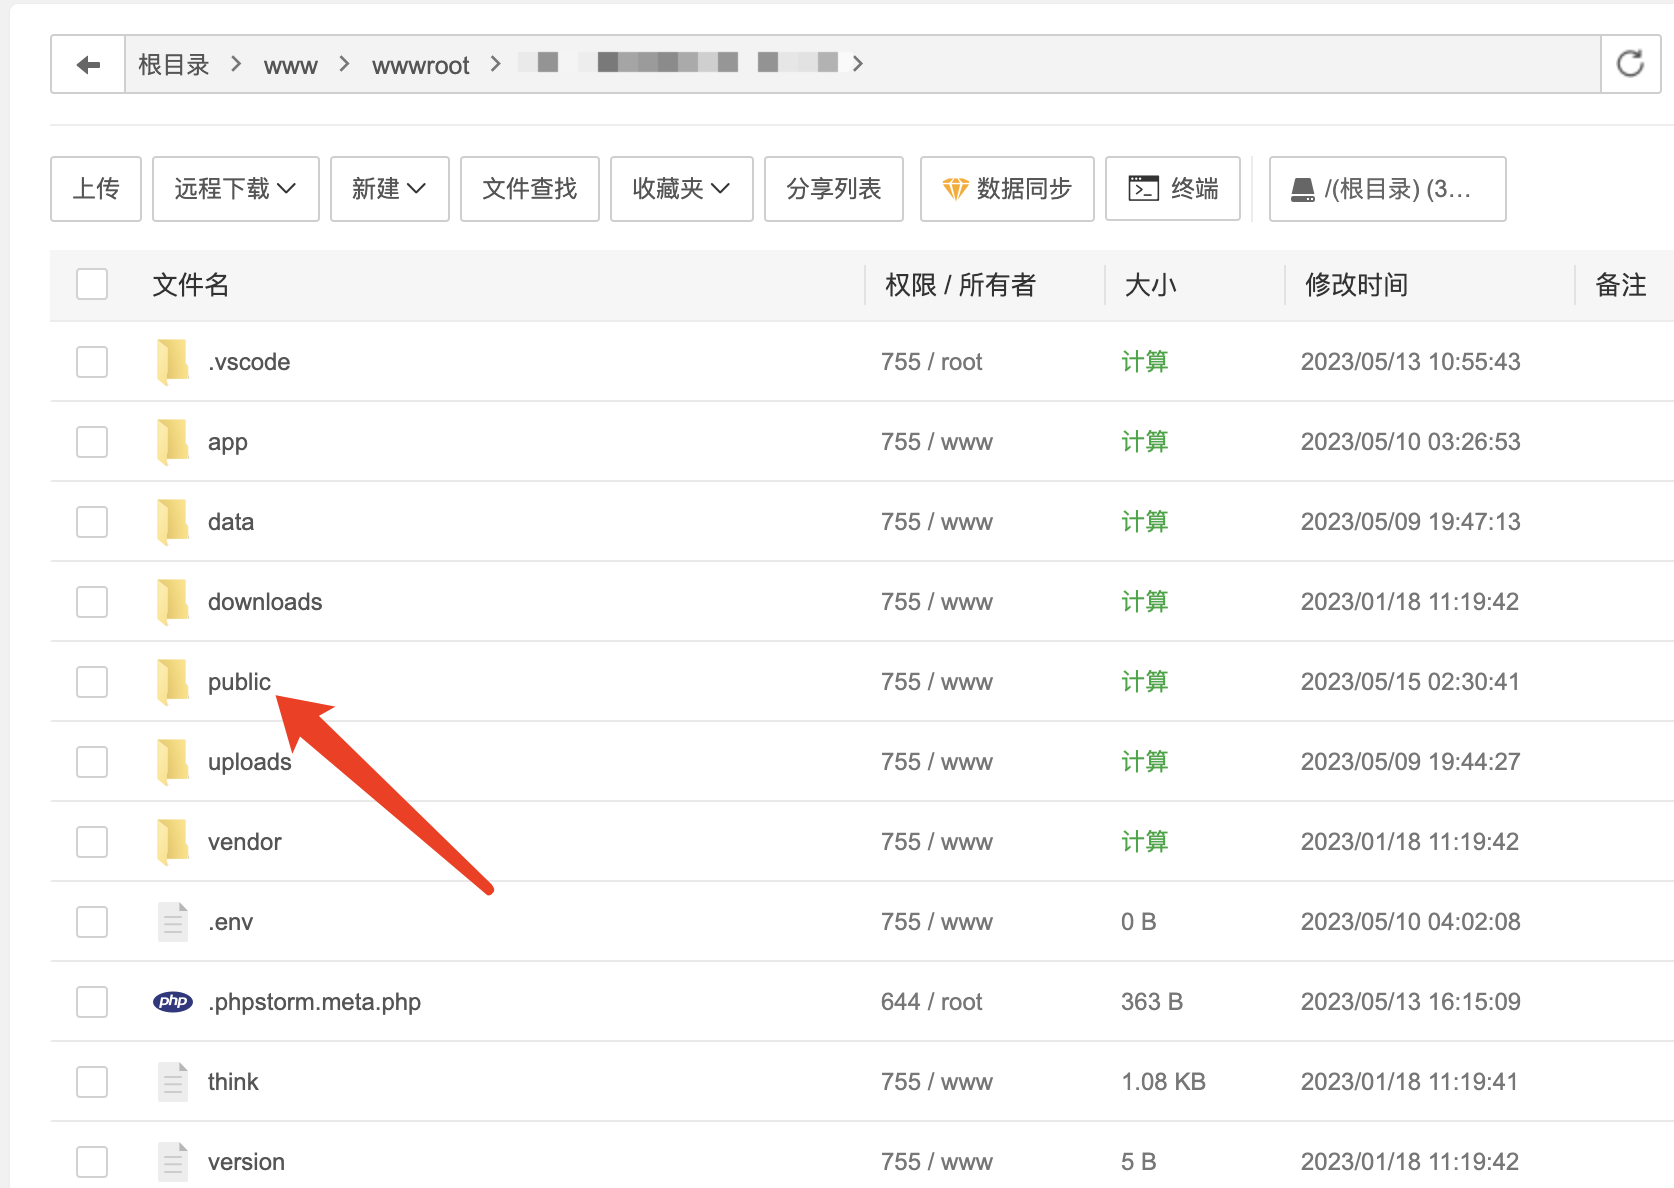 根目录 > www > wwwroot > >
上传 远程下载 新建 文件查找 收藏夹 分享列表 数据同步 终端 /(根目录) (3...
文件名 权限 / 所有者 大小 修改时间 备注
.vscode 755 / root 计算 2023/05/13 10:55:43
app 755 / www 计算 2023/05/10 03:26:53
data 755 / www 计算 2023/05/09 19:47:13
downloads 755 / www 计算 2023/01/18 11:19:42
public 755 / www 计算 2023/05/15 02:30:41
uploads 755 / www 计算 2023/05/09 19:44:27
vendor 755 / www 计算 2023/01/18 11:19:42
.env 755 / www 0 B 2023/05/10 04:02:08
php .phpstorm.meta.php 644 / root 363 B 2023/05/13 16:15:09
think 755 / www 1.08 KB 2023/01/18 11:19:41
version 755 / www 5 B 2023/01/18 11:19:42